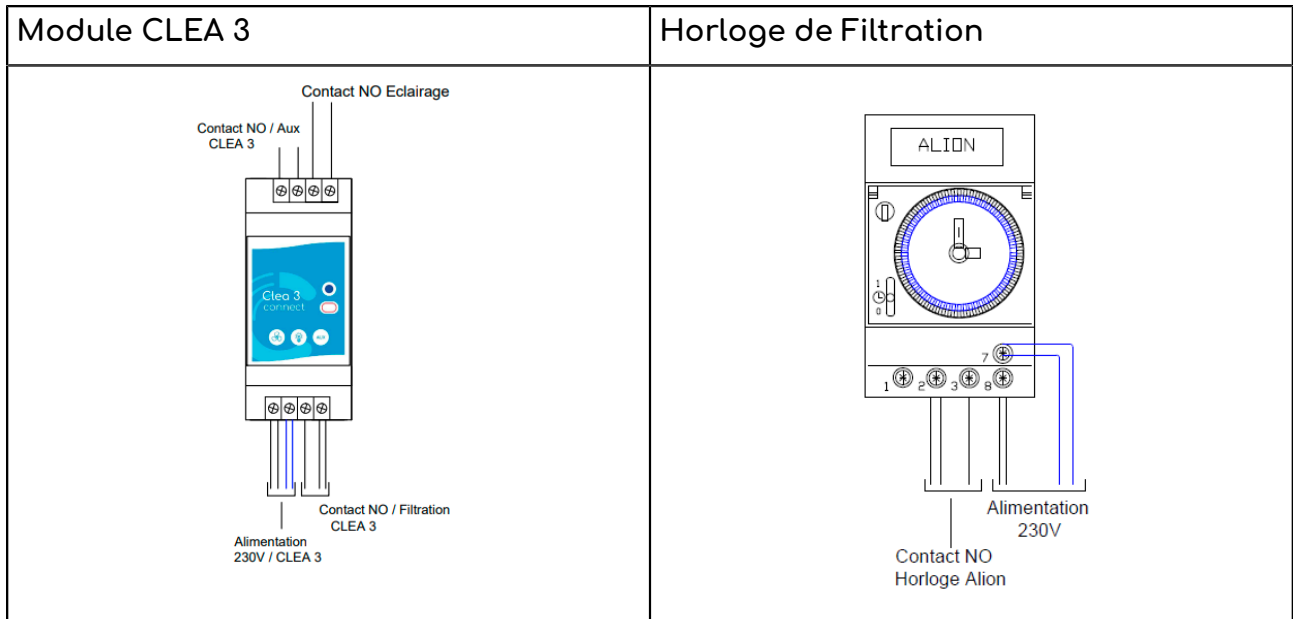 Module CLEA 3
Horloge de Filtration
Contact NO Eclairage
Contact NO / Aux
CLEA 3
Clea 3
connect
Contact NO / Filtration
CLEA 3
Alimentation
230V / CLEA 3
ALION
1
0
7
1
2
3
8
Alimentation
230V
Contact NO
Horloge Alion